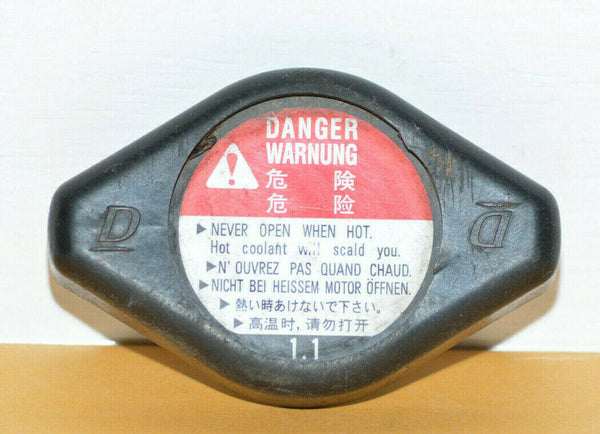 DANGER
WARNUNG
危 険
危 险
▶ NEVER OPEN WHEN HOT.
Hot coolant will scald you.
▶ N' OUVREZ PAS QUAND CHAUD.
▶ NICHT BEI HEISSEM MOTOR ÖFFNEN.
▶ 熱い時あけないで下さい。
▶ 高温时, 请勿打开
D D
1.1